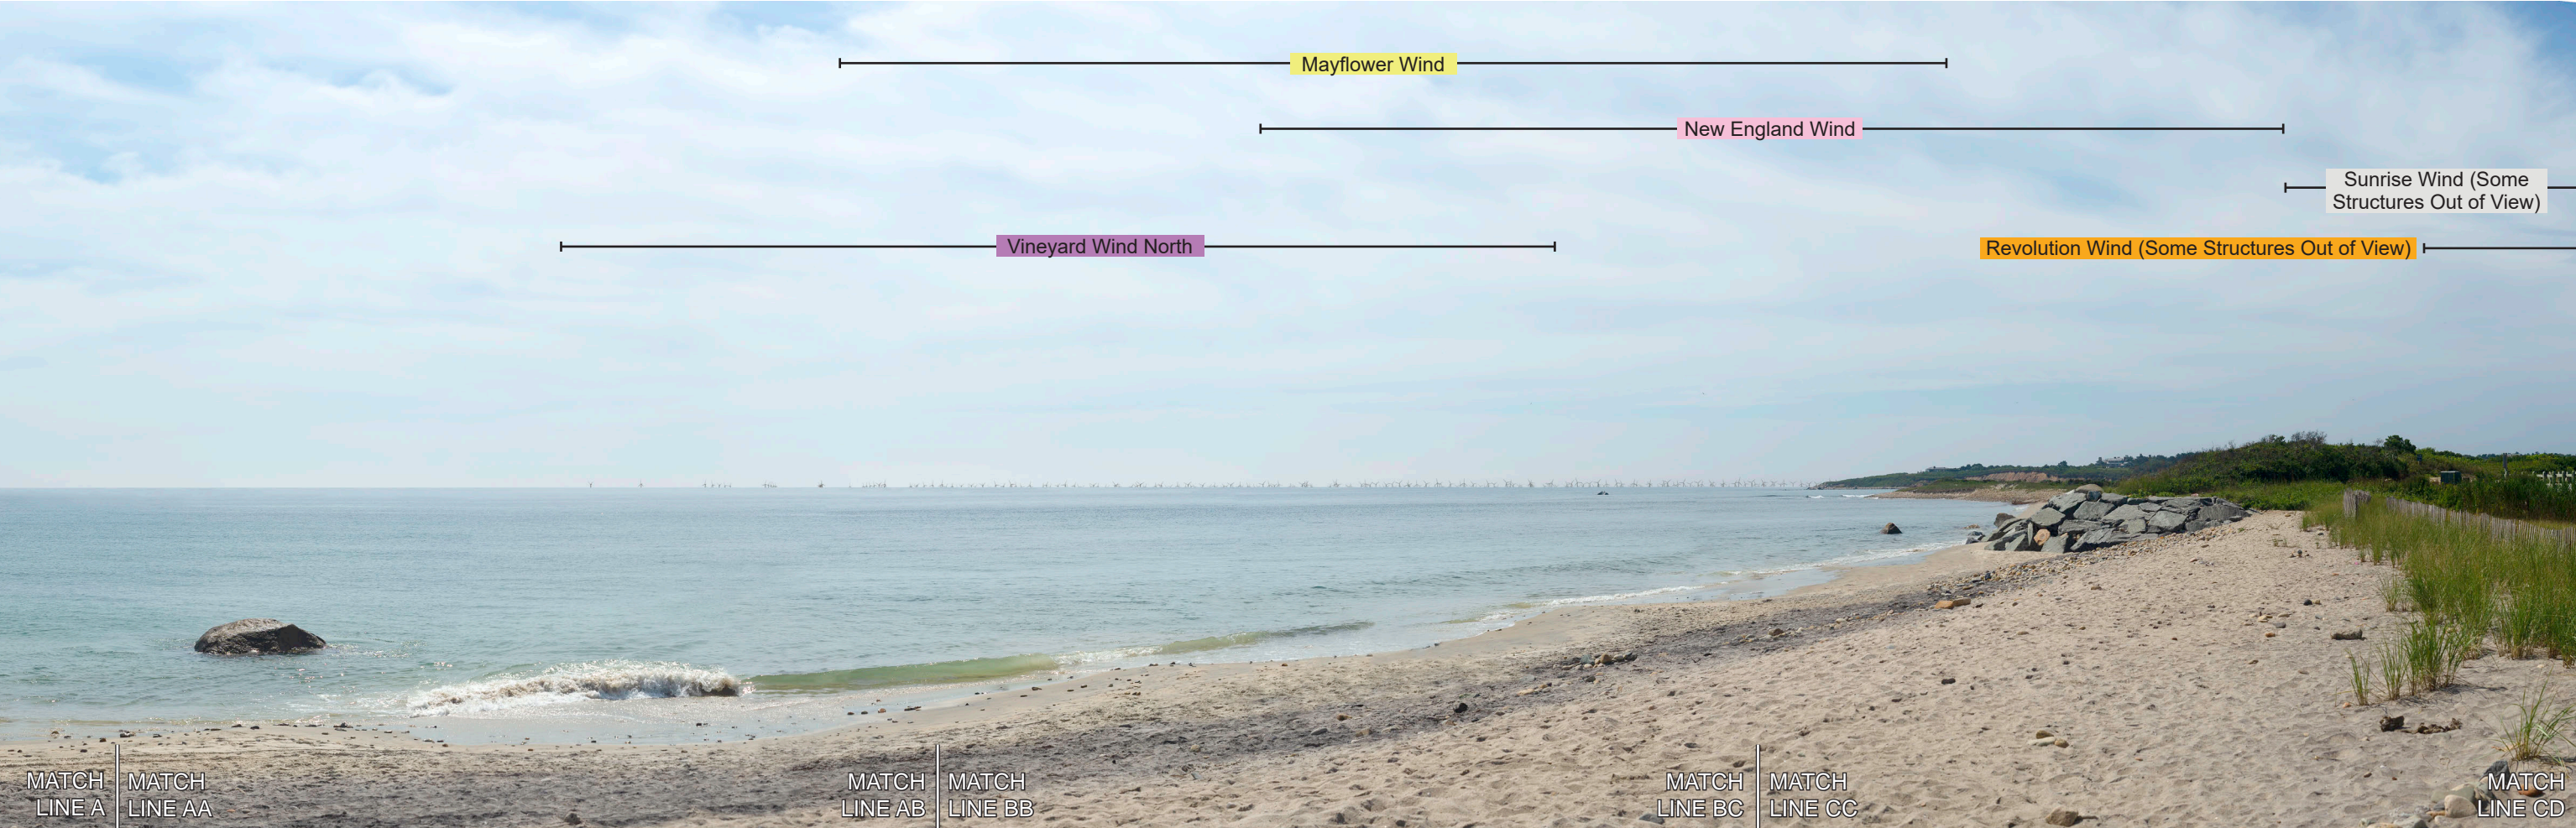 Mayflower Wind
New England Wind
Sunrise Wind (Some
Structures Out of View)
Vineyard Wind North
Revolution Wind (Some Structures Out of View)
MATCH
LINE A
MATCH
LINE AA
MATCH
LINE AB
MATCH
LINE BB
MATCH
LINE BC
MATCH
LINE CC
MATCH
LINE CD